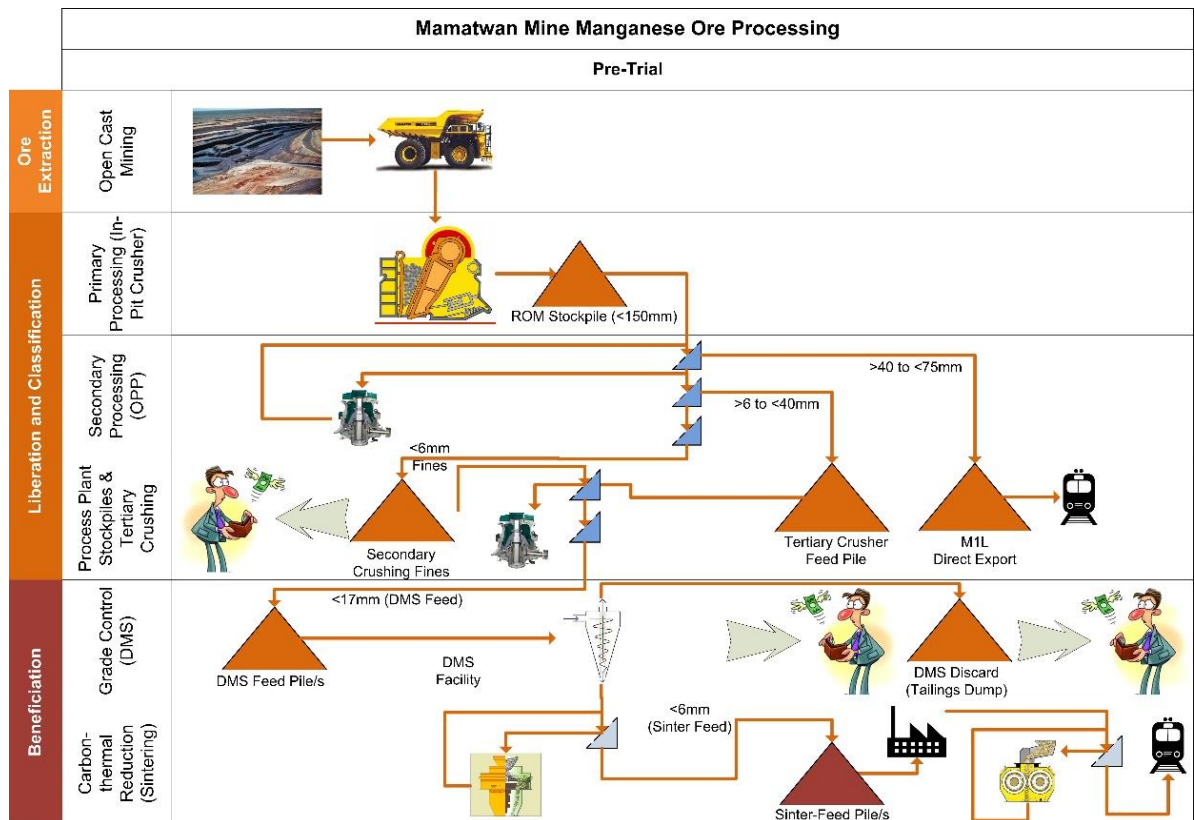 Mamatwan Mine Manganese Ore Processing
Pre-Trial
Ore
Extraction
Open Cast
Mining
Liberation and Classification
Primary
Processing (In-
Pit Crusher)
ROM Stockpile (<150mm)
Secondary
Processing
(OPP)
>40 to <75mm
>6 to <40mm
<6mm
Fines
Process Plant
Stockpiles &
Tertiary
Crushing
Secondary
Crushing Fines
Tertiary Crusher
Feed Pile
M1L
Direct Export
Beneficiation
Grade Control
(DMS)
<17mm (DMS Feed)
DMS Feed Pile/s
DMS
Facility
DMS Discard
(Tailings Dump)
Carbon-
thermal
Reduction
(Sintering)
<6mm
(Sinter Feed)
Sinter-Feed Pile/s